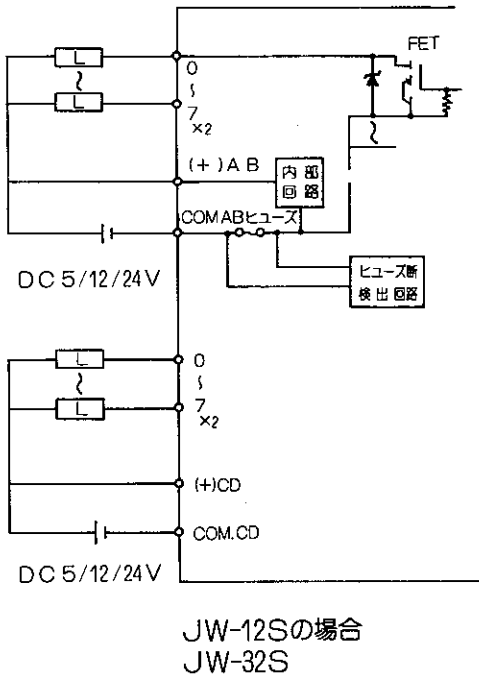 FET
L
0
〜
〜
L
7
×2
〜
(+)AB
内部
回路
COMABヒューズ
DC5/12/24V
ヒューズ断
検出回路
L
0
〜
〜
L
7
×2
(+)CD
COM.CD
DC5/12/24V
JW-12Sの場合
JW-32S